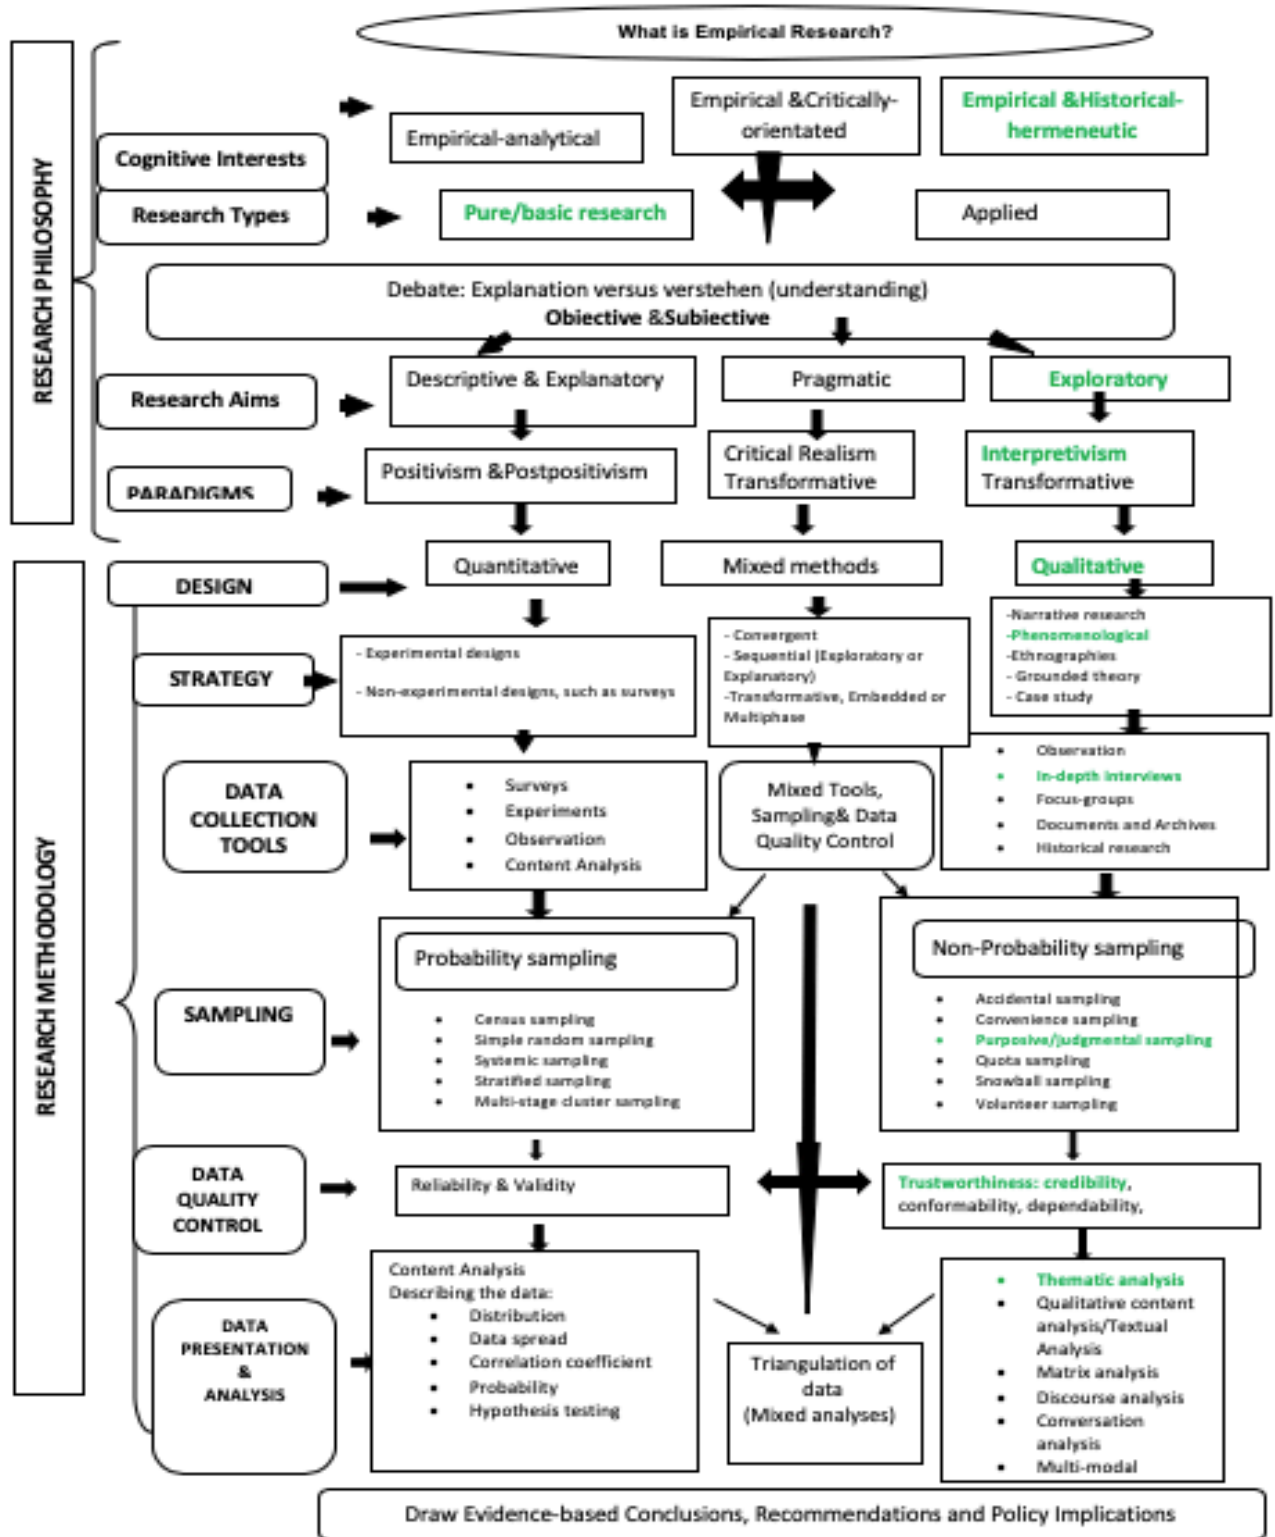 What is Empirical Research?
RESEARCH PHILOSOPHY
Cognitive Interests
Empirical-analytical
Empirical &Critically-
orientated
Empirical &Historical-
hermeneutic
Research Types
Pure/basic research
Applied
Debate: Explanation versus verstehen (understanding)
Objective &Subjective
Research Aims
Descriptive & Explanatory
Pragmatic
Exploratory
PARADIGMS
Positivism &Postpositivism
Critical Realism
Transformative
Interpretivism
Transformative
RESEARCH METHODOLOGY
DESIGN
Quantitative
Mixed methods
Qualitative
STRATEGY
- Experimental designs
- Non-experimental designs, such as surveys
- Convergent
- Sequential (Exploratory or
Explanatory)
-Transformative, Embedded or
Multiphase
-Narrative research
-Phenomenological
-Ethnographies
- Grounded theory
- Case study
DATA
COLLECTION
TOOLS
• Surveys
• Experiments
• Observation
• Content Analysis
Mixed Tools,
Sampling& Data
Quality Control
• Observation
• In-depth interviews
• Focus-groups
• Documents and Archives
• Historical research
SAMPLING
Probability sampling
• Census sampling
• Simple random sampling
• Systemic sampling
• Stratified sampling
• Multi-stage cluster sampling
Non-Probability sampling
• Accidental sampling
• Convenience sampling
• Purposive/judgmental sampling
• Quota sampling
• Snowball sampling
• Volunteer sampling
DATA
QUALITY
CONTROL
Reliability & Validity
Trustworthiness: credibility,
conformability, dependability,
DATA
PRESENTATION
&
ANALYSIS
Content Analysis
Describing the data:
• Distribution
• Data spread
• Correlation coefficient
• Probability
• Hypothesis testing
Triangulation of
data
(Mixed analyses)
• Thematic analysis
• Qualitative content
analysis/Textual
Analysis
• Matrix analysis
• Discourse analysis
• Conversation
analysis
• Multi-modal
Draw Evidence-based Conclusions, Recommendations and Policy Implications